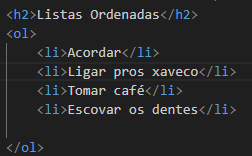 <h2>Listas Ordenadas</h2>
<ol>
<li>Acordar</li>
<li>Ligar pros xaveco</li>
<li>Tomar café</li>
<li>Escovar os dentes</li>
</ol>